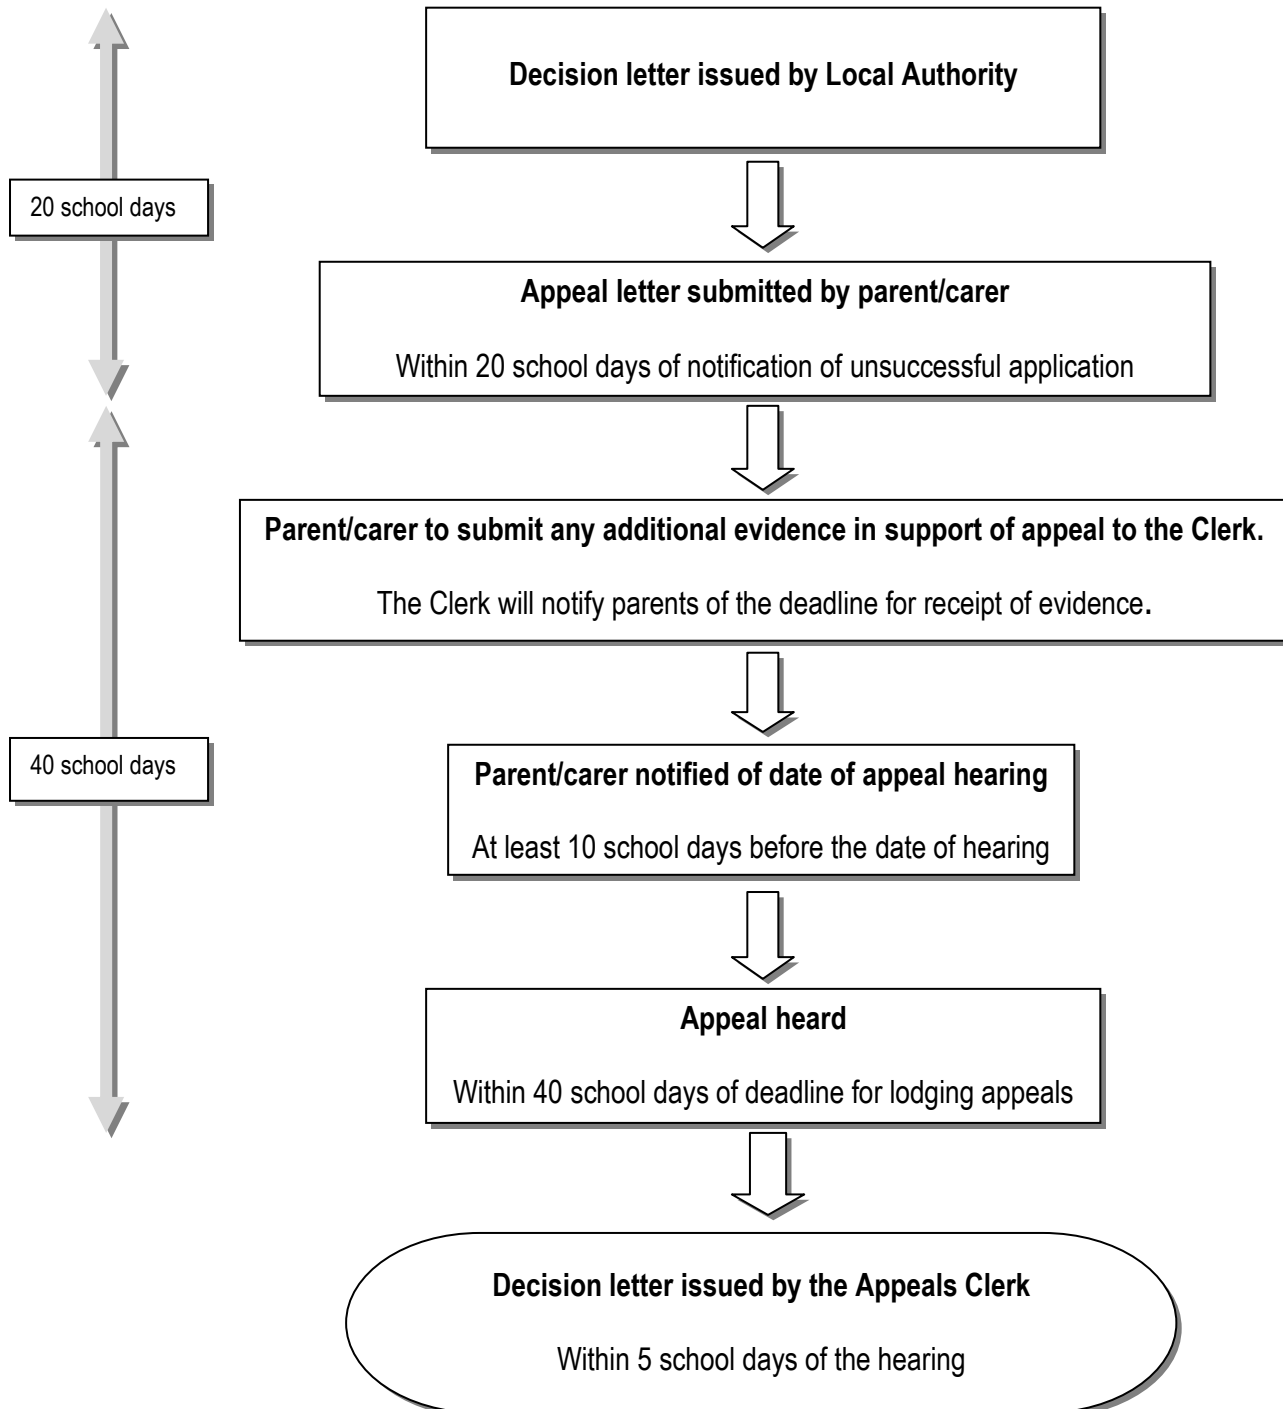 Decision letter issued by Local Authority
20 school days
Appeal letter submitted by parent/carer
Within 20 school days of notification of unsuccessful application
Parent/carer to submit any additional evidence in support of appeal to the Clerk.
The Clerk will notify parents of the deadline for receipt of evidence.
40 school days
Parent/carer notified of date of appeal hearing
At least 10 school days before the date of hearing
Appeal heard
Within 40 school days of deadline for lodging appeals
Decision letter issued by the Appeals Clerk
Within 5 school days of the hearing